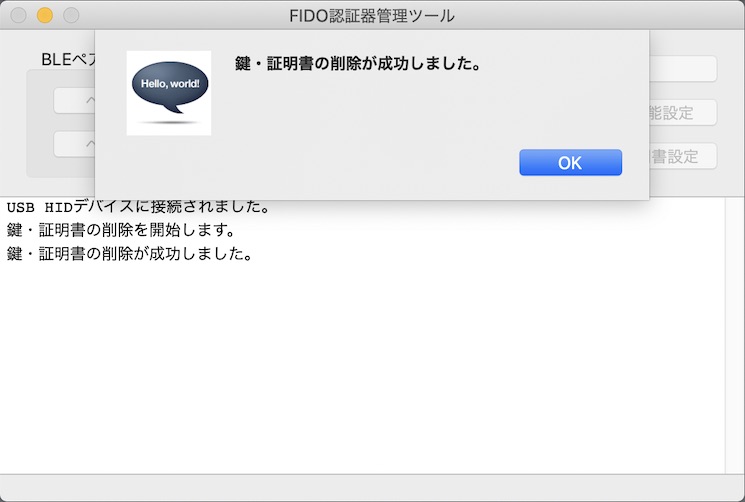 FIDO認証器管理ツール
BLEペ
鍵・証明書の削除が成功しました。
Hello, world!
能設定
書設定
OK
USB HIDデバイスに接続されました。
鍵・証明書の削除を開始します。
鍵・証明書の削除が成功しました。